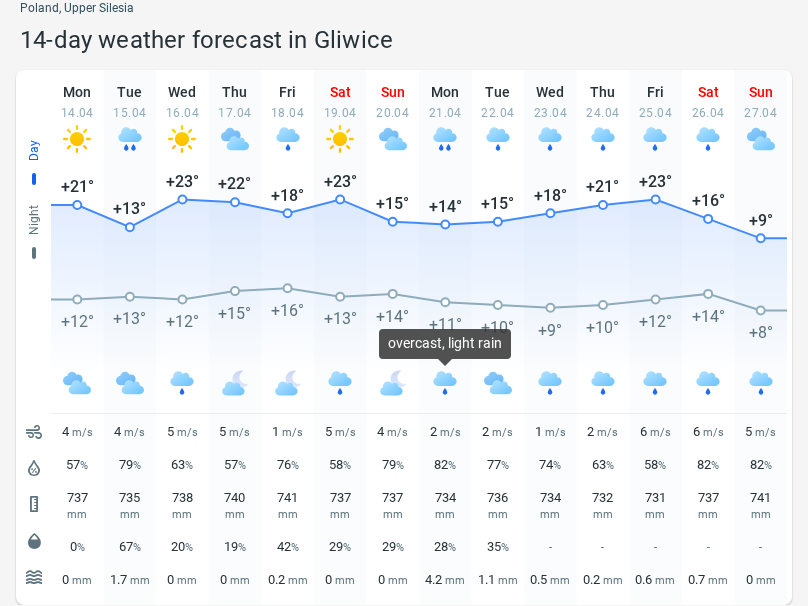 Poland, Upper Silesia
14-day weather forecast in Gliwice
Mon Tue Wed Thu Fri Sat Sun Mon Tue Wed Thu Fri Sat Sun
14.04 15.04 16.04 17.04 18.04 19.04 20.04 21.04 22.04 23.04 24.04 25.04 26.04 27.04
Day
+21° +13° +23° +22° +18° +23° +15° +14° +15° +18° +21° +23° +16° +9°
Night
+12° +13° +12° +15° +16° +13° +14° +11° +10° +9° +10° +12° +14° +8°
overcast, light rain
4 m/s 4 m/s 5 m/s 5 m/s 1 m/s 5 m/s 4 m/s 2 m/s 2 m/s 1 m/s 2 m/s 6 m/s 6 m/s 5 m/s
57% 79% 63% 57% 76% 58% 79% 82% 77% 74% 63% 58% 82% 82%
737 735 738 740 741 737 737 734 736 734 732 731 737 741
mm mm mm mm mm mm mm mm mm mm mm mm mm mm
0% 67% 20% 19% 42% 29% 29% 28% 35% - - - - -
0 mm 1.7 mm 0 mm 0 mm 0.2 mm 0 mm 0 mm 4.2 mm 1.1 mm 0.5 mm 0.2 mm 0.6 mm 0.7 mm 0 mm